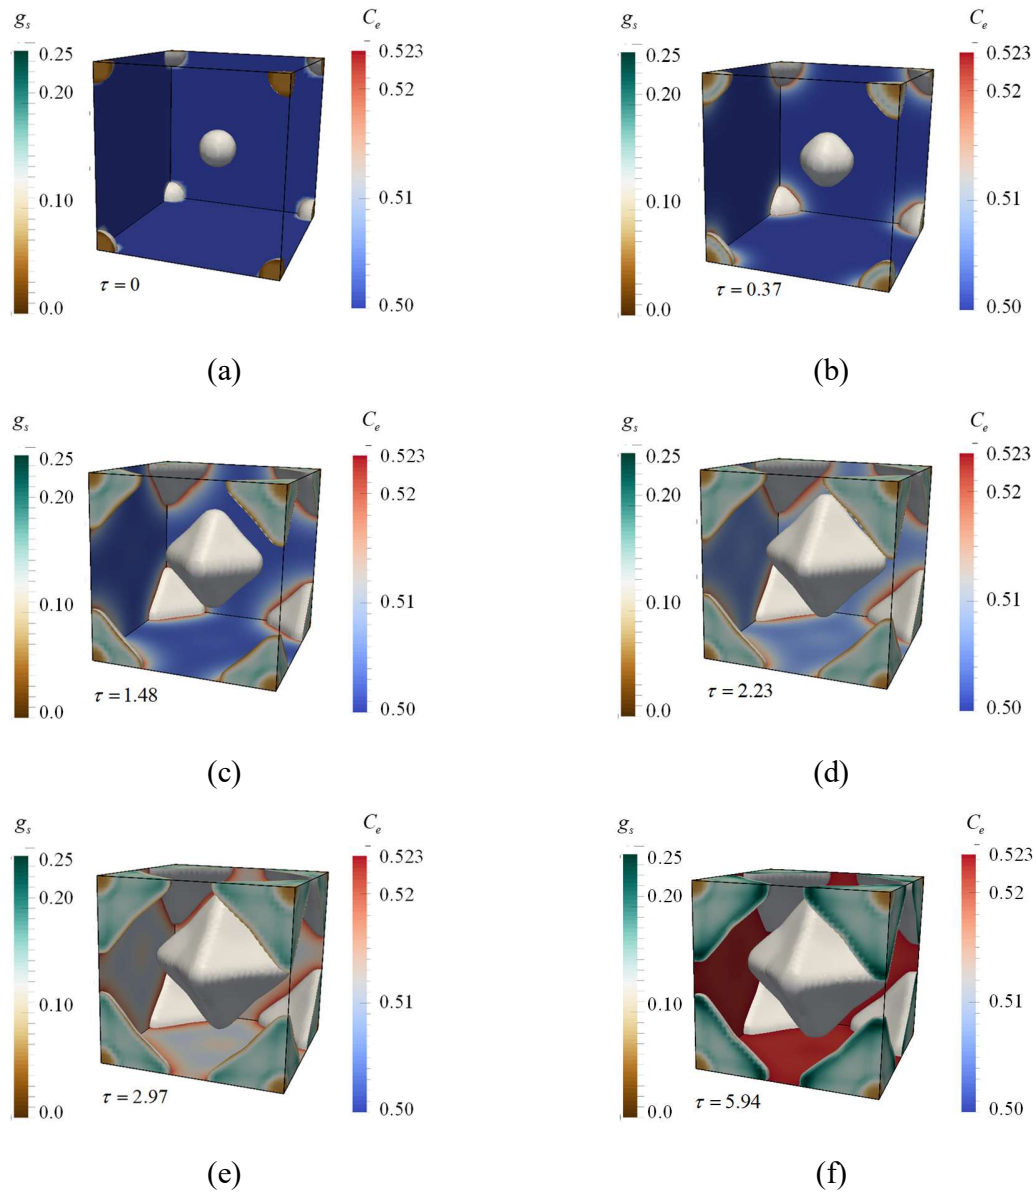 g_s C_e g_s C_e
0.25 0.523 0.25 0.523
0.20 0.52 0.20 0.52
0.10 0.51 0.10 0.51
0.0 τ = 0 0.50 0.0 τ = 0.37 0.50
(a) (b)
g_s C_e g_s C_e
0.25 0.523 0.25 0.523
0.20 0.52 0.20 0.52
0.10 0.51 0.10 0.51
0.0 τ = 1.48 0.50 0.0 τ = 2.23 0.50
(c) (d)
g_s C_e g_s C_e
0.25 0.523 0.25 0.523
0.20 0.52 0.20 0.52
0.10 0.51 0.10 0.51
0.0 τ = 2.97 0.50 0.0 τ = 5.94 0.50
(e) (f)